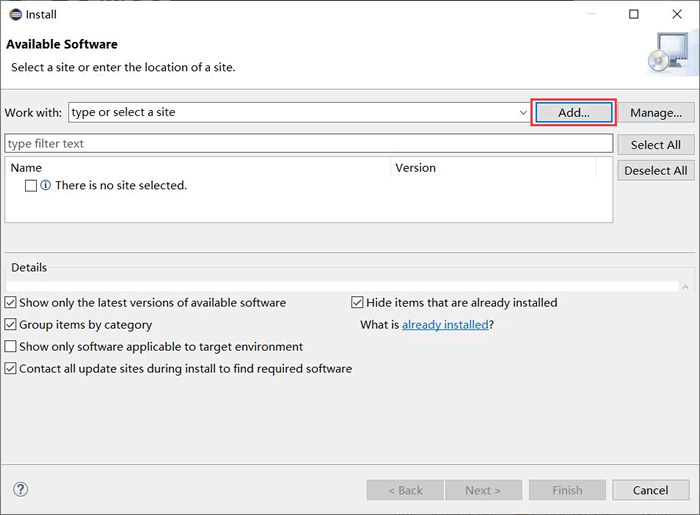 Install
Available Software
Select a site or enter the location of a site.
Work with: type or select a site Add... Manage...
type filter text Select All
Name Version Deselect All
There is no site selected.
Details
Show only the latest versions of available software Hide items that are already installed
Group items by category What is already installed?
Show only software applicable to target environment
Contact all update sites during install to find required software
< Back Next > Finish Cancel